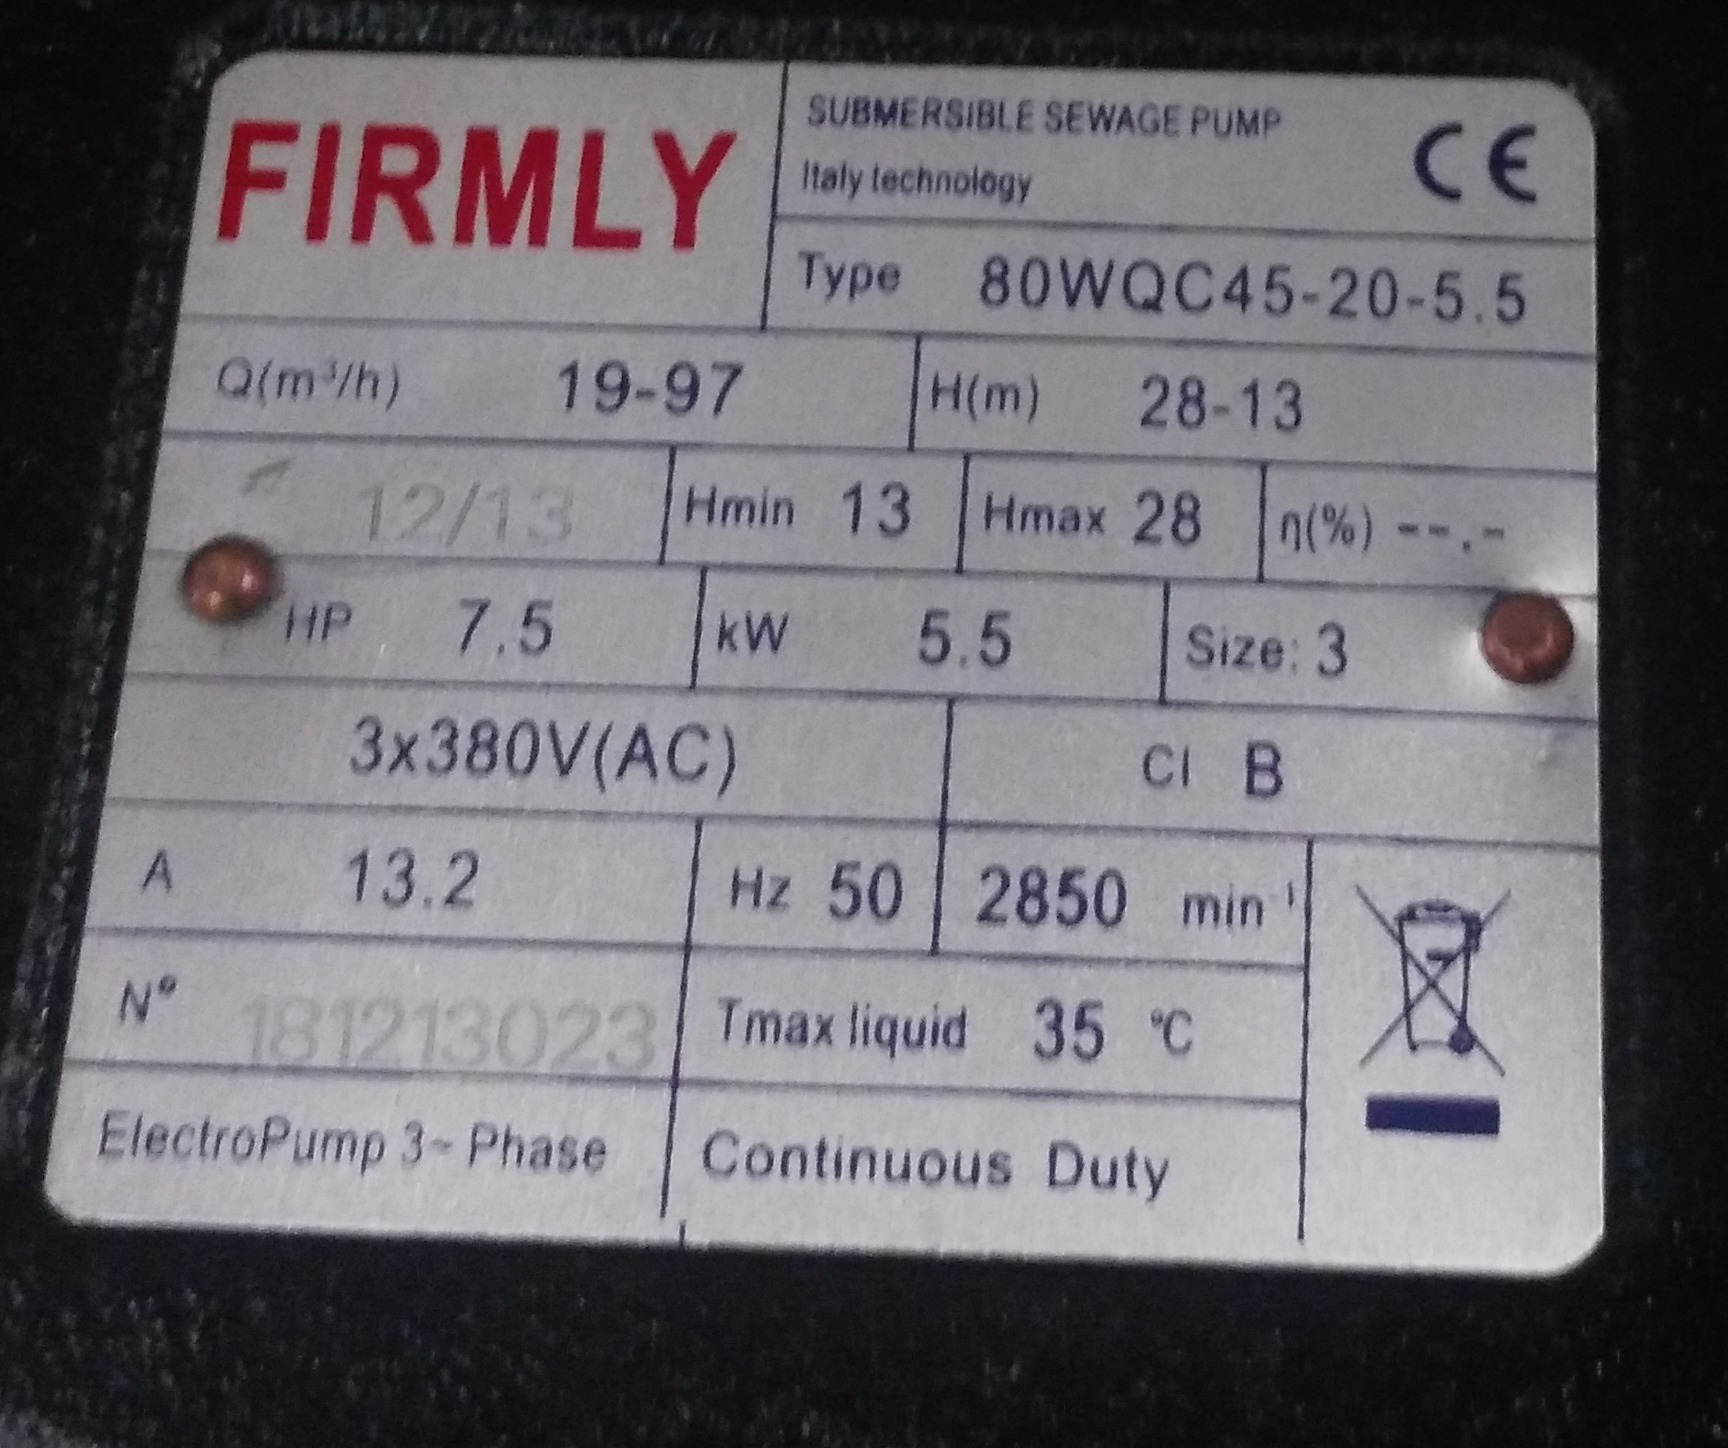 FIRMLY
SUBMERSIBLE SEWAGE PUMP
Italy technology
CE
Type 80WQC45-20-5.5
Q(m³/h) 19-97 H(m) 28-13
12/13 Hmin 13 Hmax 28 η(%) --.-
HP 7.5 kW 5.5 Size: 3
3x380V(AC) Cl B
A 13.2 Hz 50 2850 min⁻¹
Nº 181213023 Tmax liquid 35 ℃
ElectroPump 3~ Phase Continuous Duty